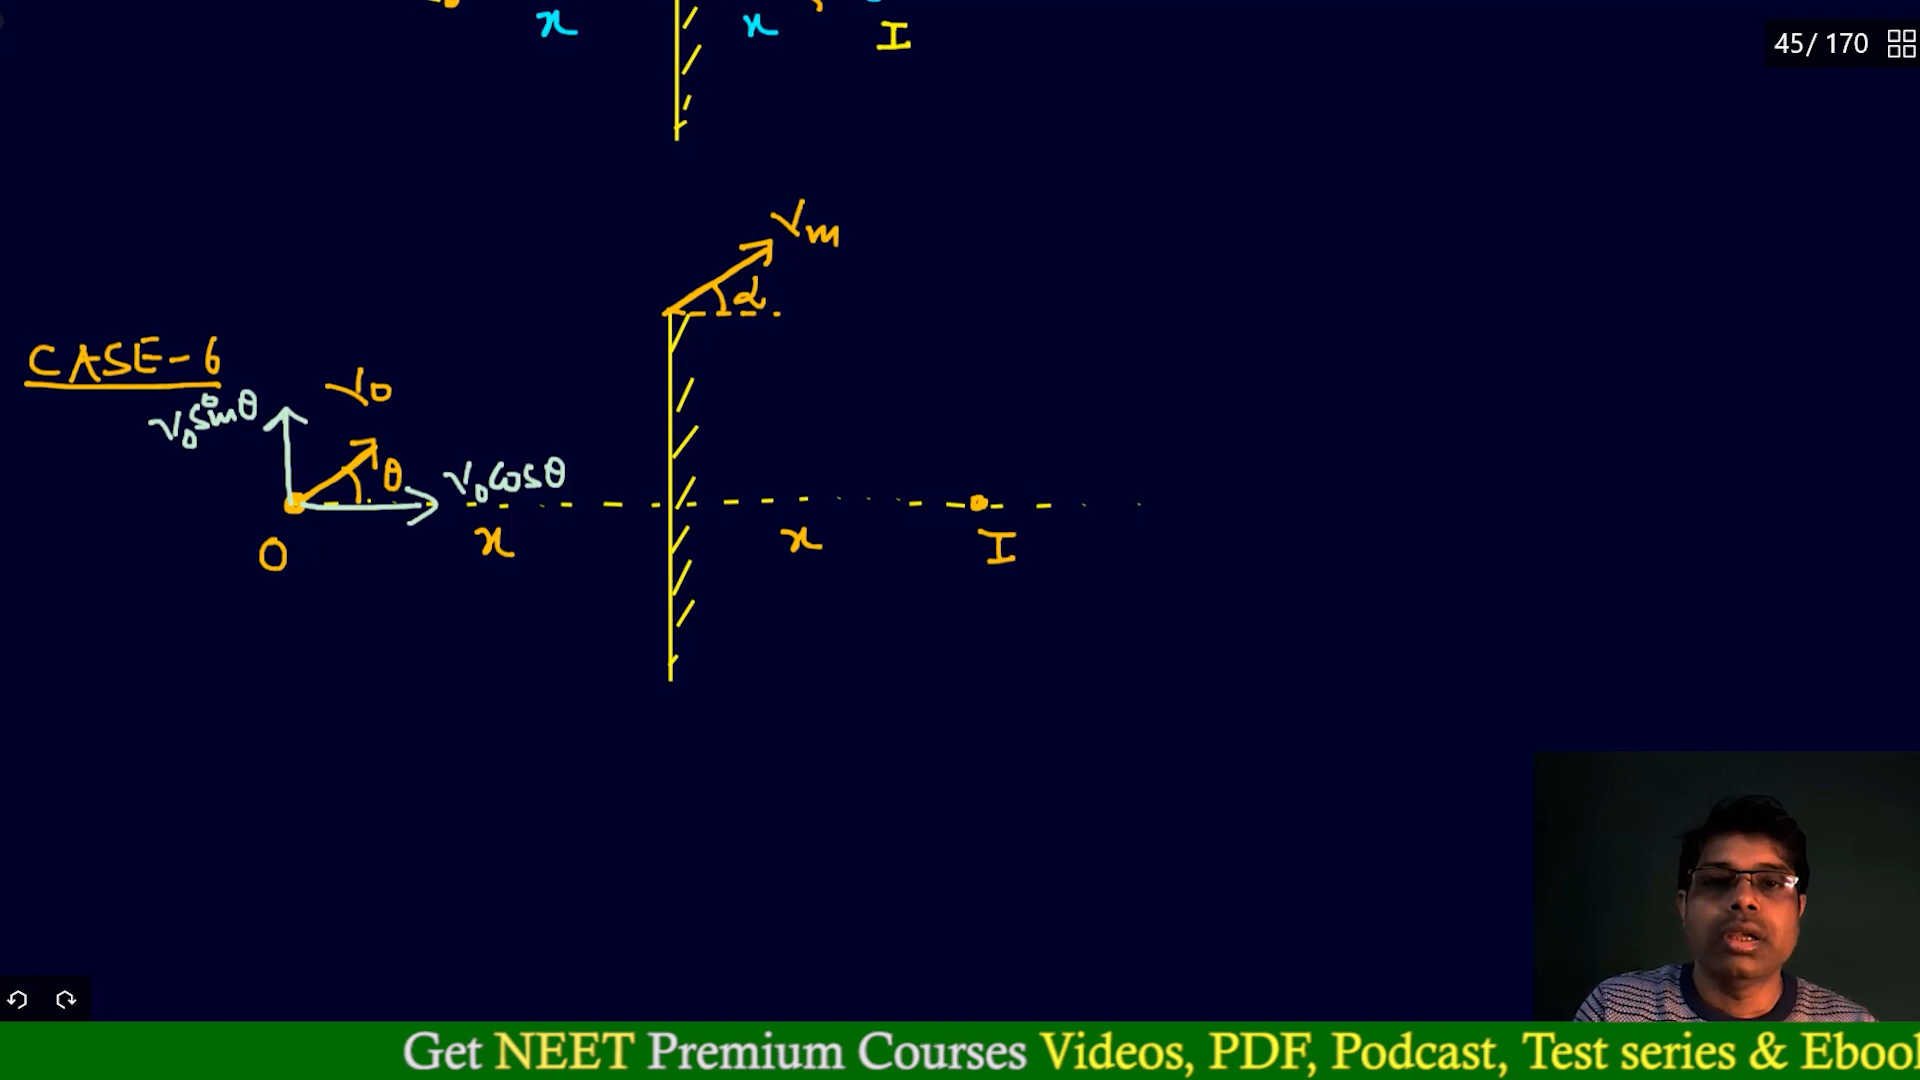 x x I
45/ 170
Vm
α
CASE-6
V0
V0 sinθ
θ
V0 cosθ
O x x I
Get NEET Premium Courses Videos, PDF, Podcast, Test series & Ebool